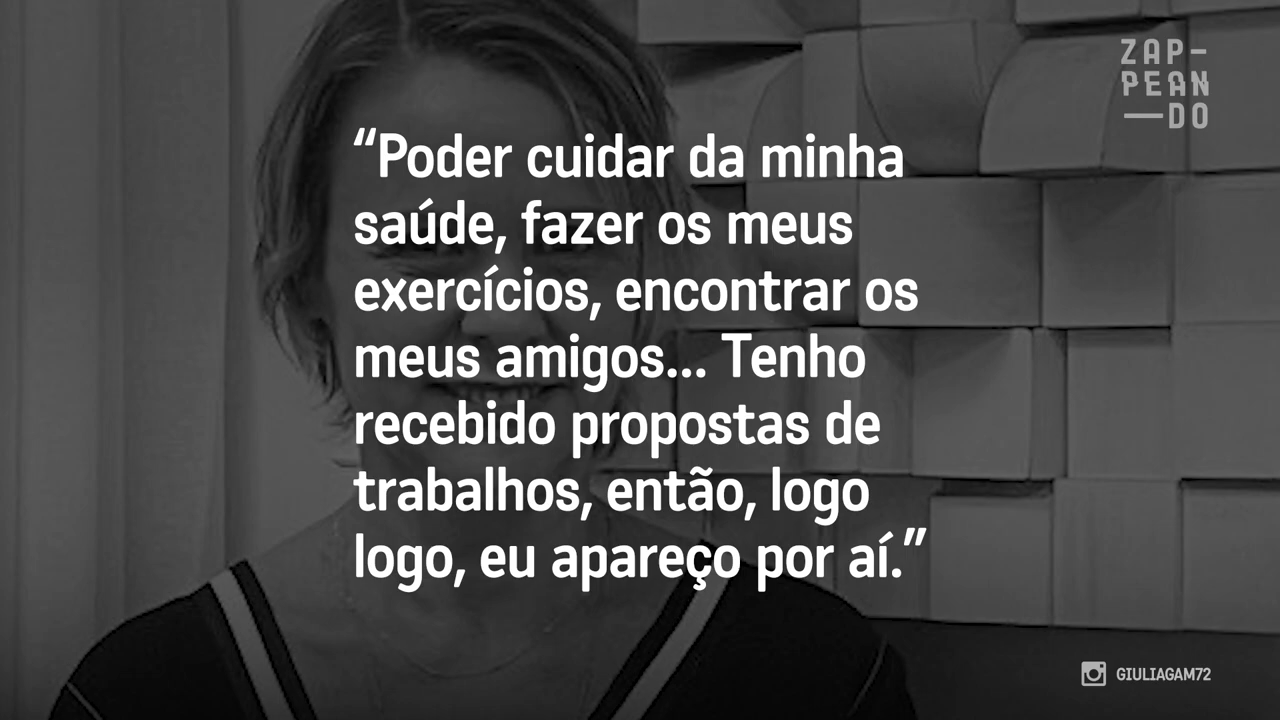 ZAP-
PEAN
—DO
“Poder cuidar da minha
saúde, fazer os meus
exercícios, encontrar os
meus amigos... Tenho
recebido propostas de
trabalhos, então, logo
logo, eu apareço por aí.”
GIULIAGAM72